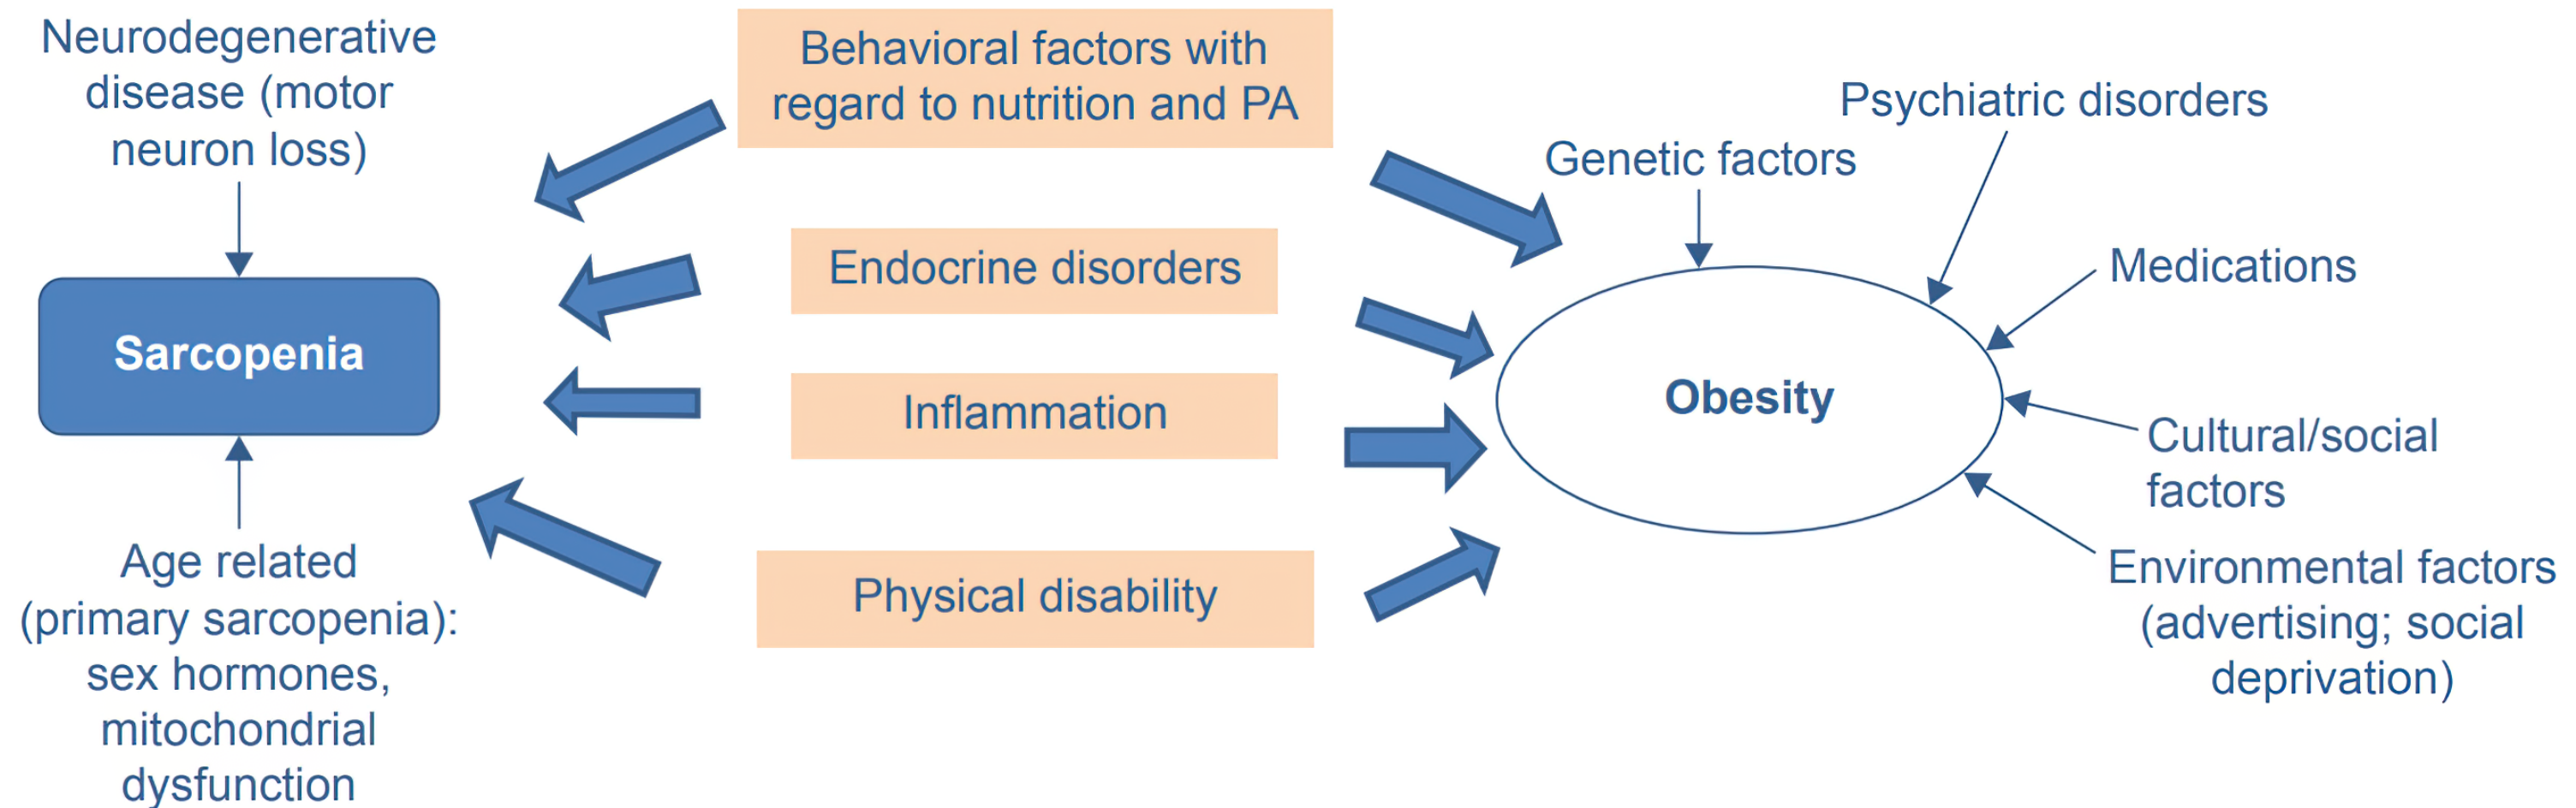 Neurodegenerative
disease (motor
neuron loss)
Sarcopenia
Age related
(primary sarcopenia):
sex hormones,
mitochondrial
dysfunction
Behavioral factors with
regard to nutrition and PA
Endocrine disorders
Inflammation
Physical disability
Genetic factors
Psychiatric disorders
Medications
Obesity
Cultural/social
factors
Environmental factors
(advertising; social
deprivation)